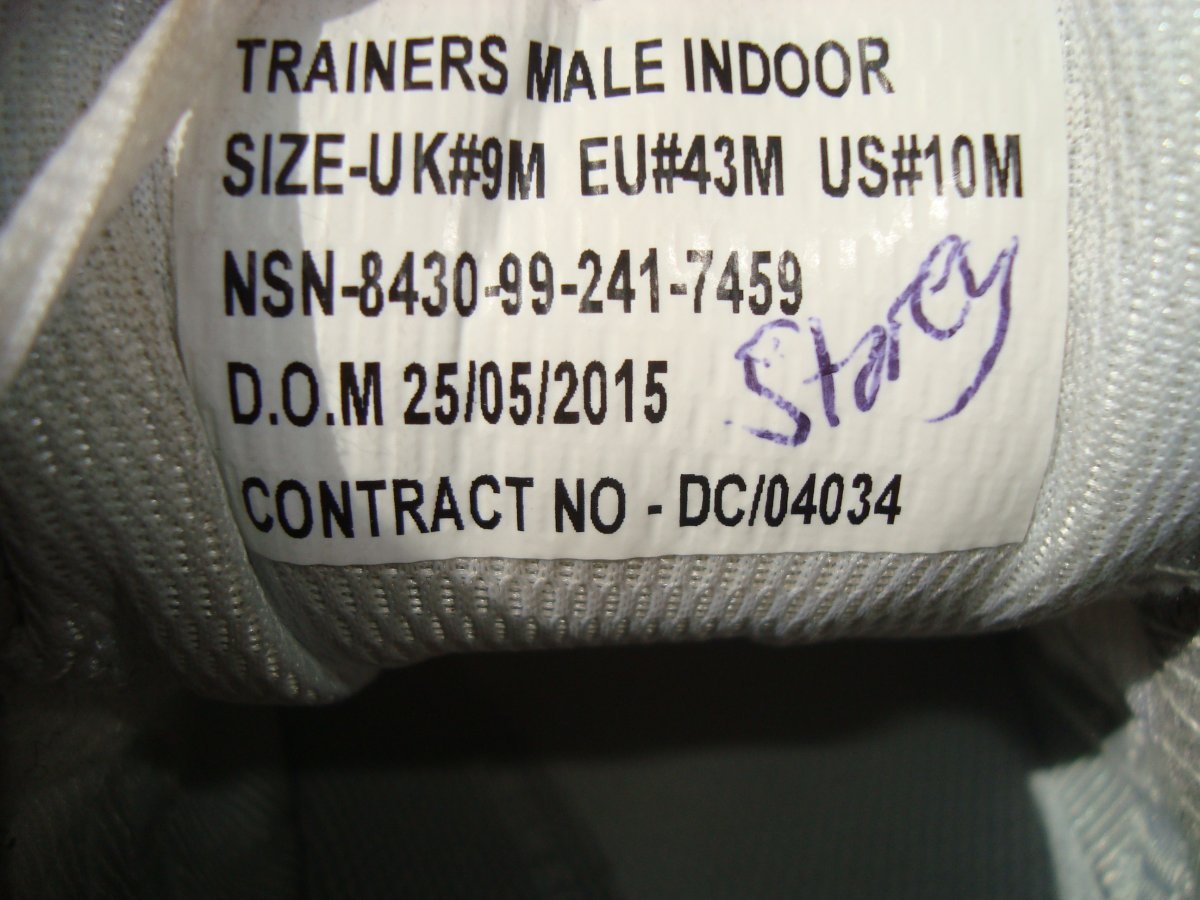 TRAINERS MALE INDOOR
SIZE-UK#9M EU#43M US#10M
NSN-8430-99-241-7459
D.O.M 25/05/2015
Storey
CONTRACT NO - DC/04034